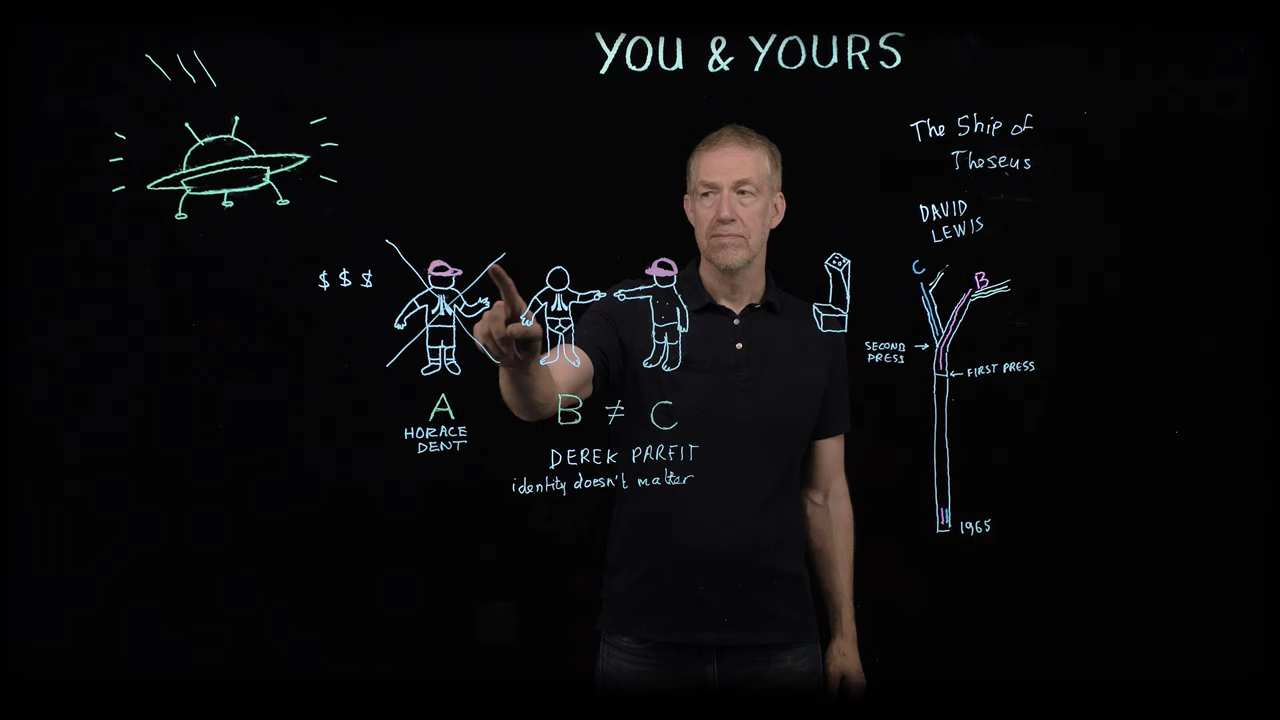 YOU & YOURS
The Ship of
Theseus
DAVID
LEWIS
$ $ $
C
B
SECOND
PRESS
FIRST PRESS
A
B ≠ C
HORACE
DENT
DEREK PARFIT
identity doesn't matter
1965